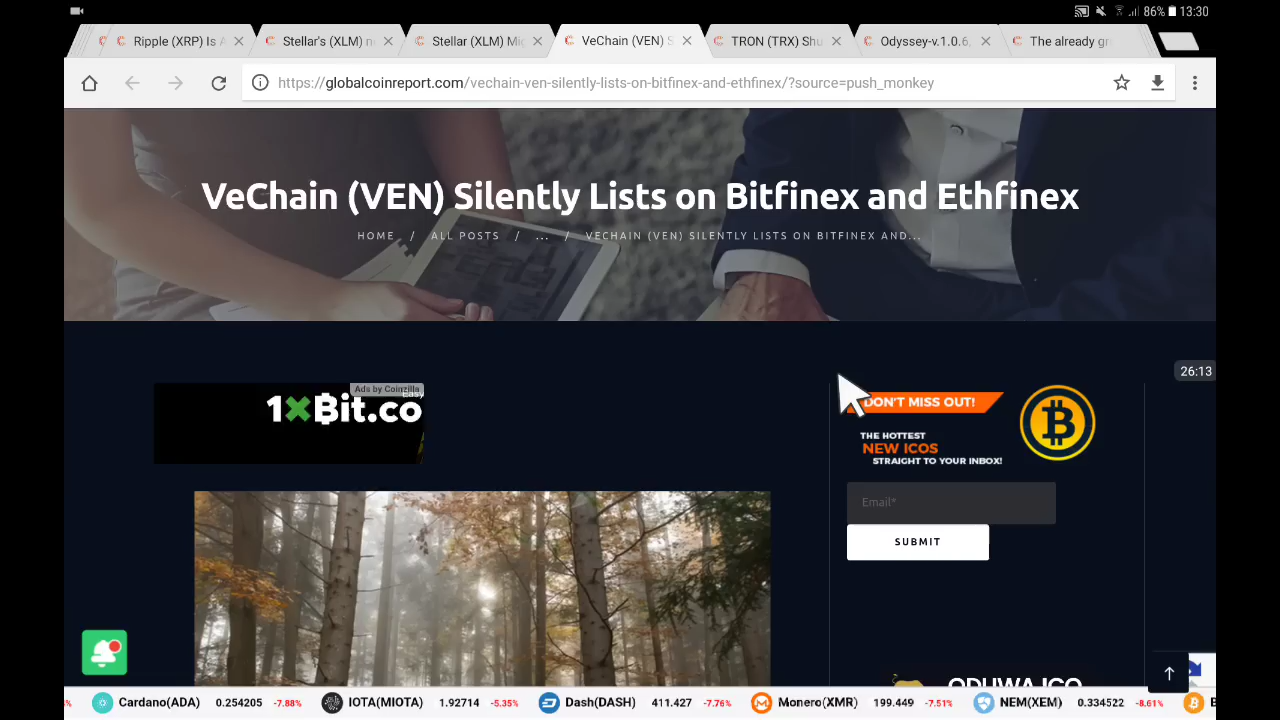 86% 13:30
Ripple (XRP) Is A
Stellar's (XLM) n
Stellar (XLM) Mig
VeChain (VEN) S
TRON (TRX) Shu
Odyssey-v.1.0.6,
The already gr
https://globalcoinreport.com/vechain-ven-silently-lists-on-bitfinex-and-ethfinex/?source=push_monkey
VeChain (VEN) Silently Lists on Bitfinex and Ethfinex
HOME / ALL POSTS / ... / VECHAIN (VEN) SILENTLY LISTS ON BITFINEX AND...
26:13
Ads by Coinzilla
Easy
1xBit.co
DON'T MISS OUT!
THE HOTTEST
NEW ICOS
STRAIGHT TO YOUR INBOX!
Email*
SUBMIT
ODUWA ICO
Cardano(ADA) 0.254205 -7.88% IOTA(MIOTA) 1.92714 -5.35% Dash(DASH) 411.427 -7.76% Monero(XMR) 199.449 -7.51% NEM(XEM) 0.334522 -8.61%